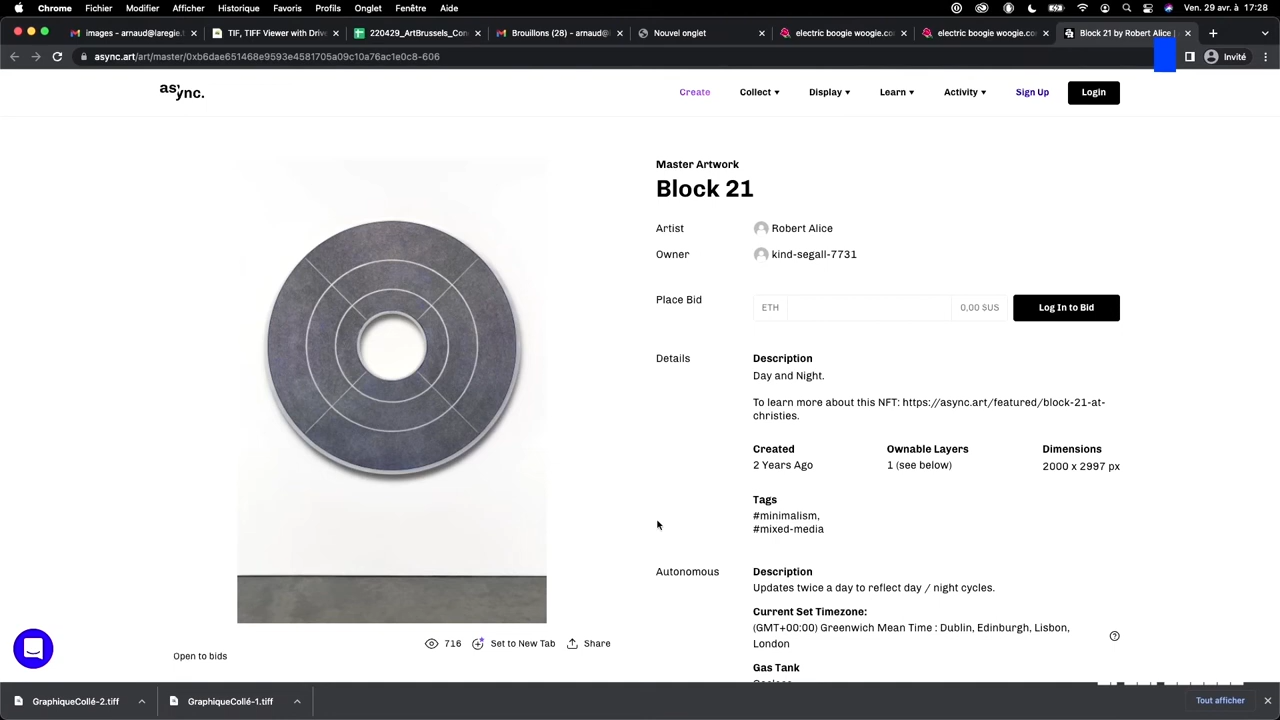 Chrome Fichier Modifier Afficher Historique Favoris Profils Onglet Fenêtre Aide Ven. 29 avr. à 17:28
images - arnaud@laregie.t TIF, TIFF Viewer with Drive 220429_ArtBrussels_Con Brouillons (28) - arnaud@l Nouvel onglet electric boogie woogie.com electric boogie woogie.com Block 21 by Robert Alice |
async.art/art/master/0xb6dae651468e9593e4581705a09c10a76ac1e0c8-606 Invité
async.
Create Collect Display Learn Activity Sign Up Login
Master Artwork
Block 21
Artist Robert Alice
Owner kind-segall-7731
Place Bid ETH 0,00 $US Log In to Bid
Details Description
Day and Night.
To learn more about this NFT: https://async.art/featured/block-21-at-
christies.
Created Ownable Layers Dimensions
2 Years Ago 1 (see below) 2000 x 2997 px
Tags
#minimalism,
#mixed-media
Autonomous Description
Updates twice a day to reflect day / night cycles.
Current Set Timezone:
(GMT+00:00) Greenwich Mean Time : Dublin, Edinburgh, Lisbon,
London
Gas Tank
716 Set to New Tab Share
Open to bids
GraphiqueCollé-2.tiff GraphiqueCollé-1.tiff Tout afficher